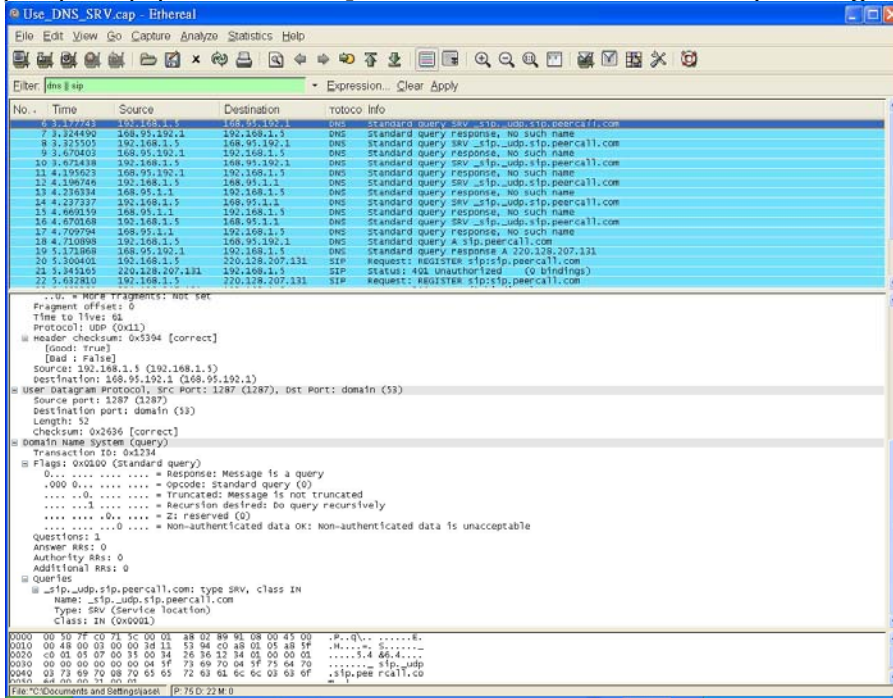 Use_DNS_SRV.cap - Ethereal
File Edit View Go Capture Analyze Statistics Help
Filter: dns || sip Expression... Clear Apply
No. . Time Source Destination rotoco Info
6 3.177743 192.168.1.5 168.95.192.1 DNS Standard query SRV _sip._udp.sip.peercall.com
7 3.324490 168.95.192.1 192.168.1.5 DNS Standard query response, No such name
8 3.325505 192.168.1.5 168.95.192.1 DNS Standard query SRV _sip._udp.sip.peercall.com
9 3.670403 168.95.192.1 192.168.1.5 DNS Standard query response, No such name
10 3.671438 192.168.1.5 168.95.192.1 DNS Standard query SRV _sip._udp.sip.peercall.com
11 4.195623 168.95.192.1 192.168.1.5 DNS Standard query response, No such name
12 4.196746 192.168.1.5 168.95.1.1 DNS Standard query SRV _sip._udp.sip.peercall.com
13 4.236334 168.95.1.1 192.168.1.5 DNS Standard query response, No such name
14 4.237337 192.168.1.5 168.95.1.1 DNS Standard query SRV _sip._udp.sip.peercall.com
15 4.669159 168.95.1.1 192.168.1.5 DNS Standard query response, No such name
16 4.670168 192.168.1.5 168.95.1.1 DNS Standard query SRV _sip._udp.sip.peercall.com
17 4.709794 168.95.1.1 192.168.1.5 DNS Standard query response, No such name
18 4.710898 192.168.1.5 168.95.192.1 DNS Standard query A sip.peercall.com
19 5.171868 168.95.192.1 192.168.1.5 DNS Standard query response A 220.128.207.131
20 5.300401 192.168.1.5 220.128.207.131 SIP Request: REGISTER sip:sip.peercall.com
21 5.345165 220.128.207.131 192.168.1.5 SIP Status: 401 Unauthorized (0 bindings)
22 5.632810 192.168.1.5 220.128.207.131 SIP Request: REGISTER sip:sip.peercall.com
..0. = More fragments: Not set
Fragment offset: 0
Time to live: 61
Protocol: UDP (0x11)
Header checksum: 0x5394 [correct]
[Good: True]
[Bad : False]
Source: 192.168.1.5 (192.168.1.5)
Destination: 168.95.192.1 (168.95.192.1)
User Datagram Protocol, Src Port: 1287 (1287), Dst Port: domain (53)
Source port: 1287 (1287)
Destination port: domain (53)
Length: 52
Checksum: 0x2636 [correct]
Domain Name System (query)
Transaction ID: 0x1234
Flags: 0x0100 (Standard query)
0... .... .... .... = Response: Message is a query
.000 0... .... .... = Opcode: Standard query (0)
.... ..0. .... .... = Truncated: Message is not truncated
.... ...1 .... .... = Recursion desired: Do query recursively
.... .... .0.. .... = Z: reserved (0)
.... .... ...0 .... = Non-authenticated data OK: Non-authenticated data is unacceptable
Questions: 1
Answer RRs: 0
Authority RRs: 0
Additional RRs: 0
Queries
_sip._udp.sip.peercall.com: type SRV, class IN
Name: _sip._udp.sip.peercall.com
Type: SRV (Service location)
Class: IN (0x0001)
0000 00 50 7f c0 71 5c 00 01 a8 02 89 91 08 00 45 00 .P..q\.. ......E.
0010 00 48 00 03 00 00 3d 11 53 94 c0 a8 01 05 a8 5f .H....=. S......_
0020 c0 01 05 07 00 35 00 34 26 36 12 34 01 00 00 01 .....5.4 &6.4....
0030 00 00 00 00 00 00 04 5f 73 69 70 04 5f 75 64 70 ......._ sip._udp
0040 03 73 69 70 08 70 65 65 72 63 61 6c 6c 03 63 6f .sip.pee rcall.co
0050 6d 00 00 21 00 01
File: "C:\Documents and Settings\jase\ P: 75 D: 22 M: 0